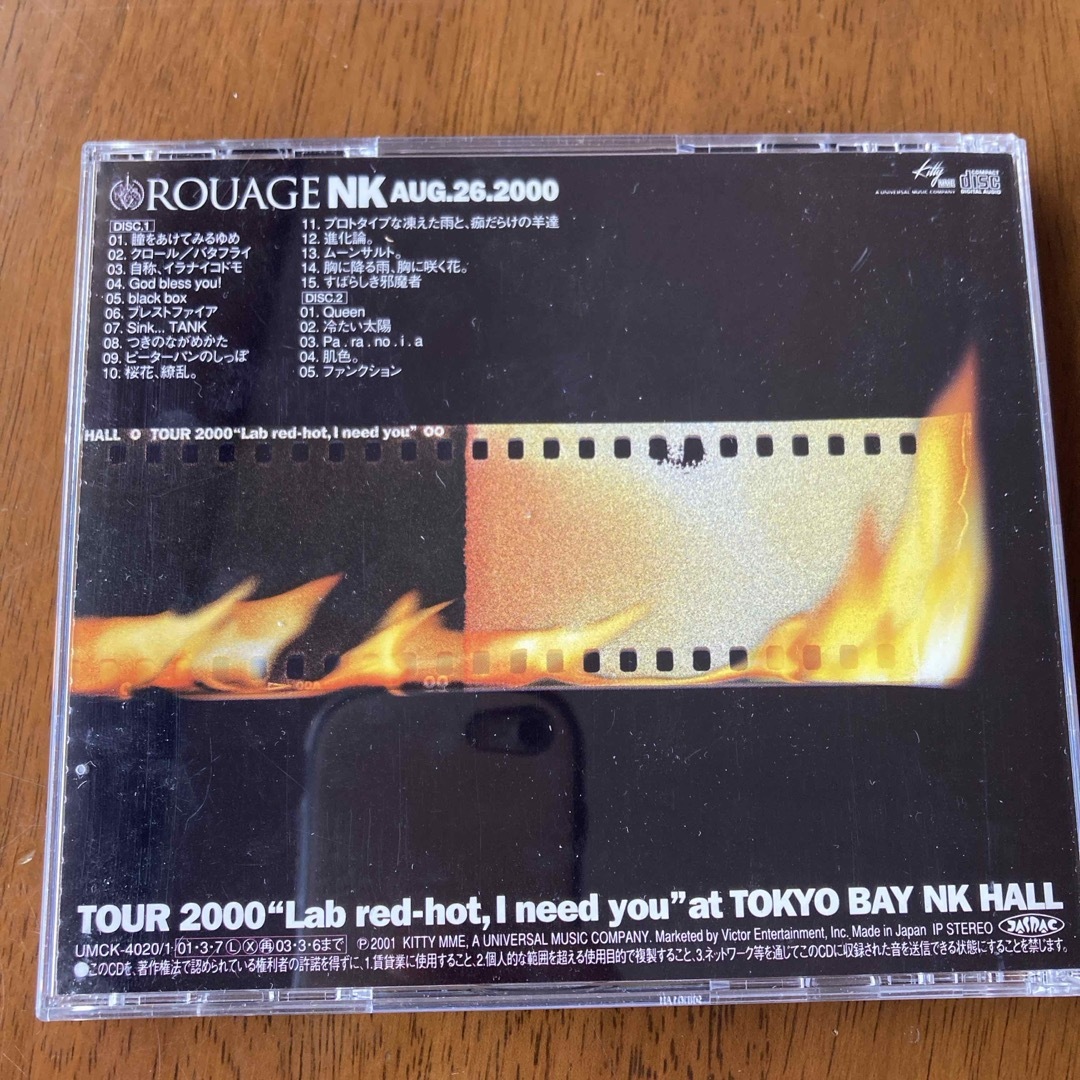 ROUAGE NK AUG.26.2000
Kitty MME
A UNIVERSAL MUSIC COMPANY
COMPACT
disc
DIGITAL AUDIO
DISC.1
01. 瞳をあけてみるゆめ
02. クロール／バタフライ
03. 自称、イラナイコドモ
04. God bless you!
05. black box
06. ブレストファイア
07. Sink... TANK
08. つきのながめかた
09. ピーターパンのしっぽ
10. 桜花、繚乱。
11. プロトタイプな凍えた雨と、痂だらけの羊達
12. 進化論。
13. ムーンサルト。
14. 胸に降る雨、胸に咲く花。
15. すばらしき邪魔者
DISC.2
01. Queen
02. 冷たい太陽
03. Pa.ra.no.i.a
04. 肌色。
05. ファンクション
HALL TOUR 2000“Lab red-hot, I need you”
00A
TOUR 2000“Lab red-hot, I need you”at TOKYO BAY NK HALL
UMCK-4020/1 01・3・7 L X 再 03・3・6まで Ⓟ2001 KITTY MME, A UNIVERSAL MUSIC COMPANY. Marketed by Victor Entertainment, Inc. Made in Japan IP STEREO JASRAC
●このCDを、著作権法で認められている権利者の許諾を得ずに、1.賃貸業に使用すること、2.個人的な範囲を超える使用目的で複製すること、3.ネットワーク等を通じてこのCDに収録された音を送信できる状態にすることを禁じます。